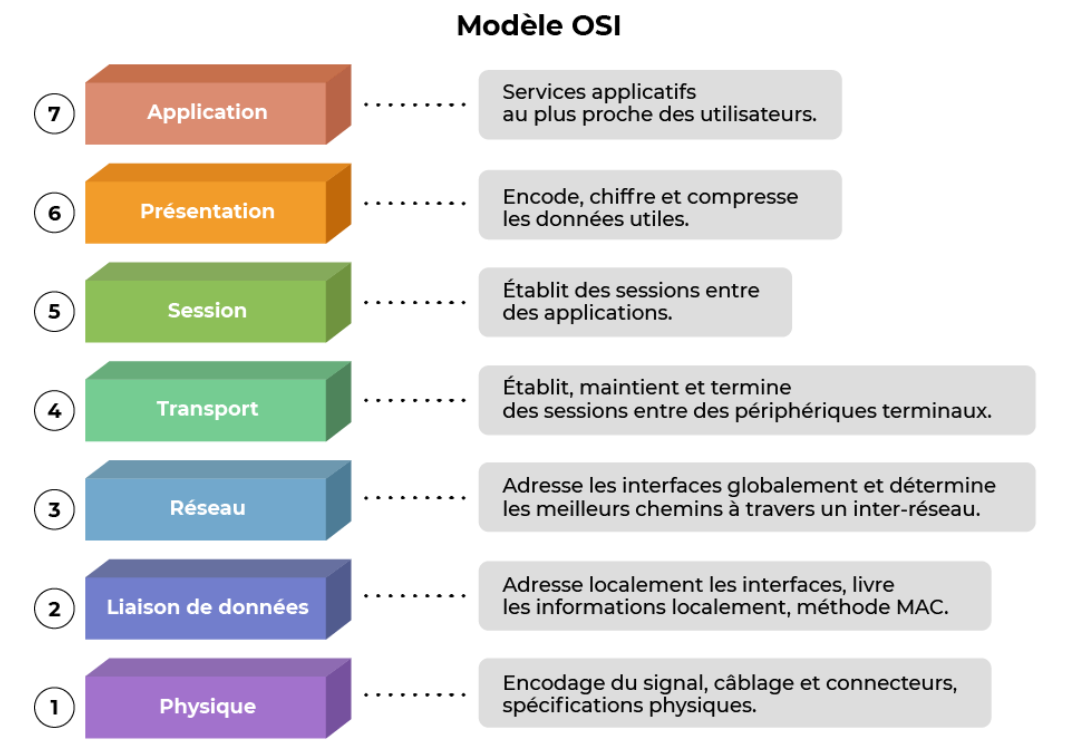 Modèle OSI
7
Application
Services applicatifs
au plus proche des utilisateurs.
6
Présentation
Encode, chiffre et compresse
les données utiles.
5
Session
Établit des sessions entre
des applications.
4
Transport
Établit, maintient et termine
des sessions entre des périphériques terminaux.
3
Réseau
Adresse les interfaces globalement et détermine
les meilleurs chemins à travers un inter-réseau.
2
Liaison de données
Adresse localement les interfaces, livre
les informations localement, méthode MAC.
1
Physique
Encodage du signal, câblage et connecteurs,
spécifications physiques.